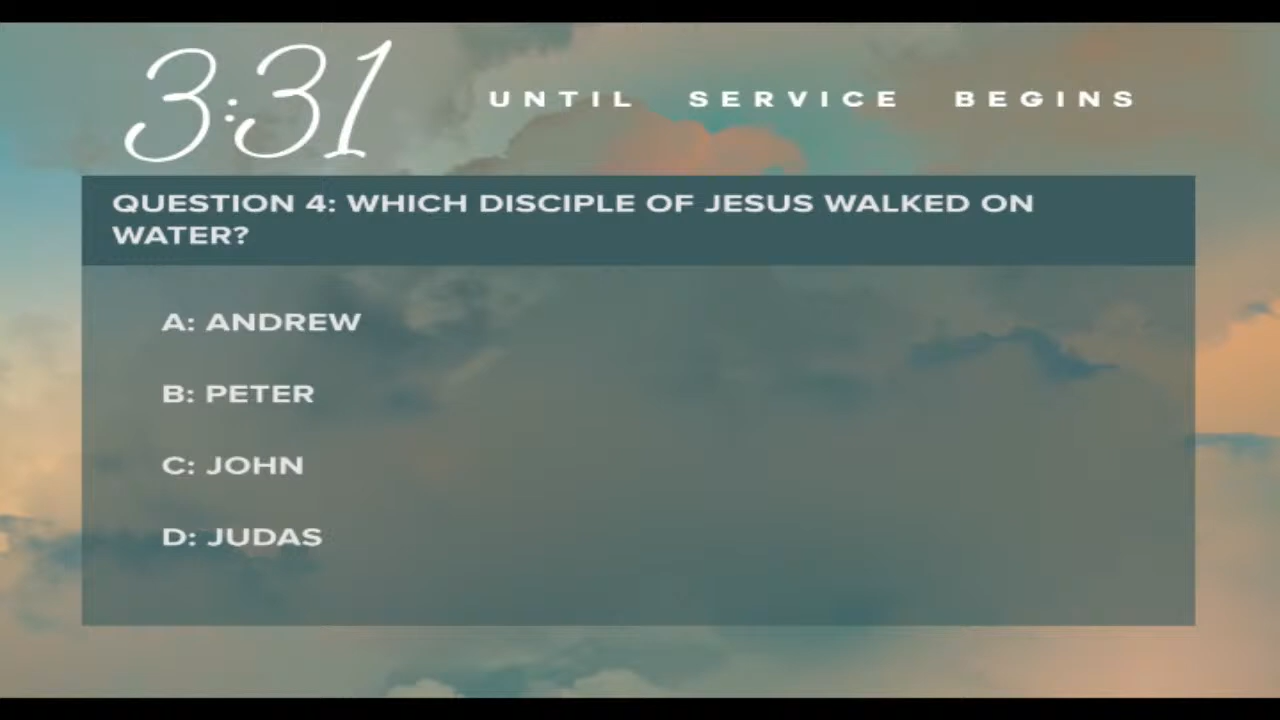 3:31
UNTIL SERVICE BEGINS
QUESTION 4: WHICH DISCIPLE OF JESUS WALKED ON
WATER?
A: ANDREW
B: PETER
C: JOHN
D: JUDAS